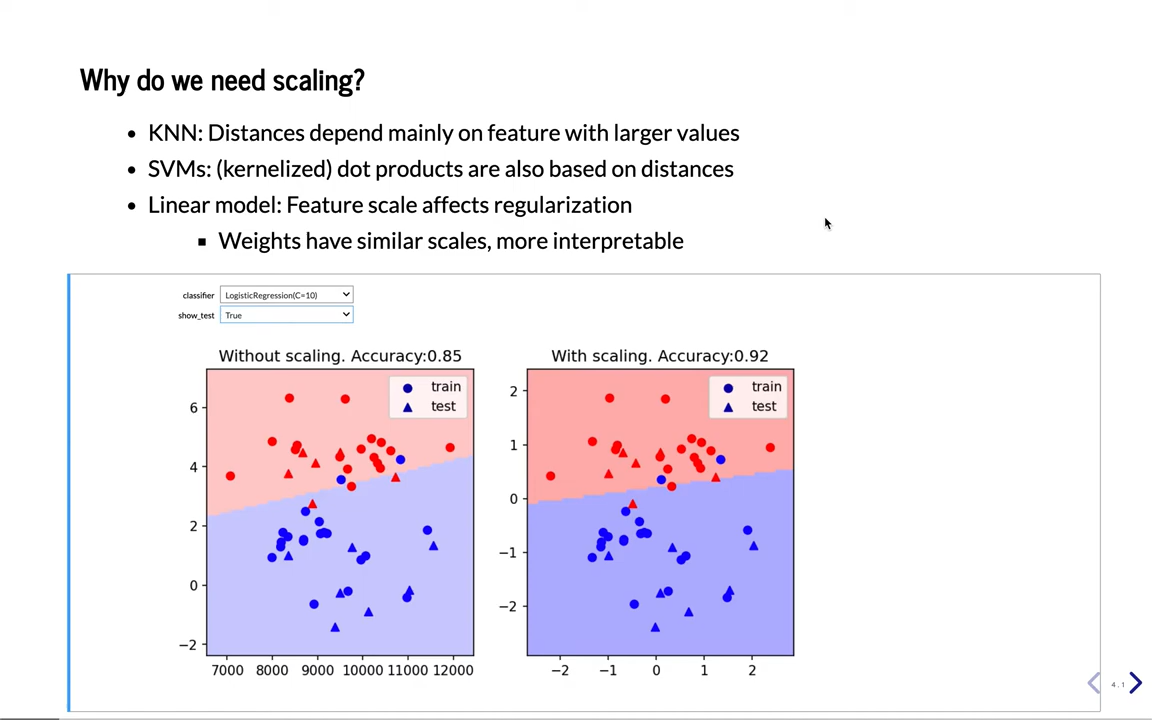 Why do we need scaling?
• KNN: Distances depend mainly on feature with larger values
• SVMs: (kernelized) dot products are also based on distances
• Linear model: Feature scale affects regularization
▪ Weights have similar scales, more interpretable
classifier LogisticRegression(C=10)
show_test True
Without scaling. Accuracy:0.85
train
test
6
4
2
0
−2
7000 8000 9000 10000 11000 12000
With scaling. Accuracy:0.92
train
test
2
1
0
−1
−2
−2 −1 0 1 2
4.1